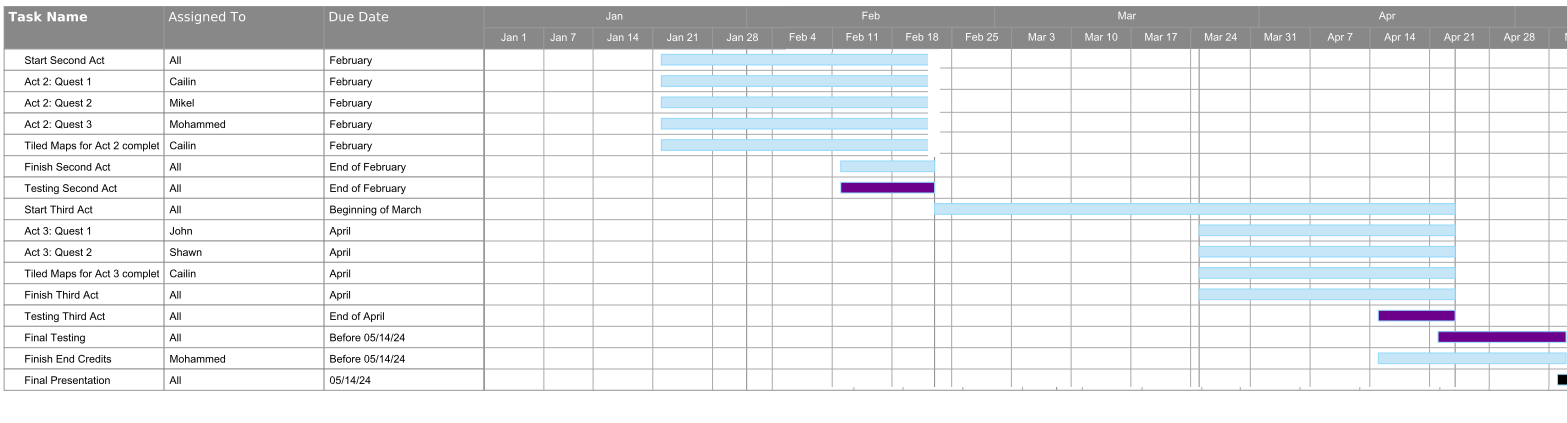 Task Name Assigned To Due Date Jan Feb Mar Apr
Jan 1 Jan 7 Jan 14 Jan 21 Jan 28 Feb 4 Feb 11 Feb 18 Feb 25 Mar 3 Mar 10 Mar 17 Mar 24 Mar 31 Apr 7 Apr 14 Apr 21 Apr 28
Start Second Act All February
Act 2: Quest 1 Cailin February
Act 2: Quest 2 Mikel February
Act 2: Quest 3 Mohammed February
Tiled Maps for Act 2 complet Cailin February
Finish Second Act All End of February
Testing Second Act All End of February
Start Third Act All Beginning of March
Act 3: Quest 1 John April
Act 3: Quest 2 Shawn April
Tiled Maps for Act 3 complet Cailin April
Finish Third Act All April
Testing Third Act All End of April
Final Testing All Before 05/14/24
Finish End Credits Mohammed Before 05/14/24
Final Presentation All 05/14/24